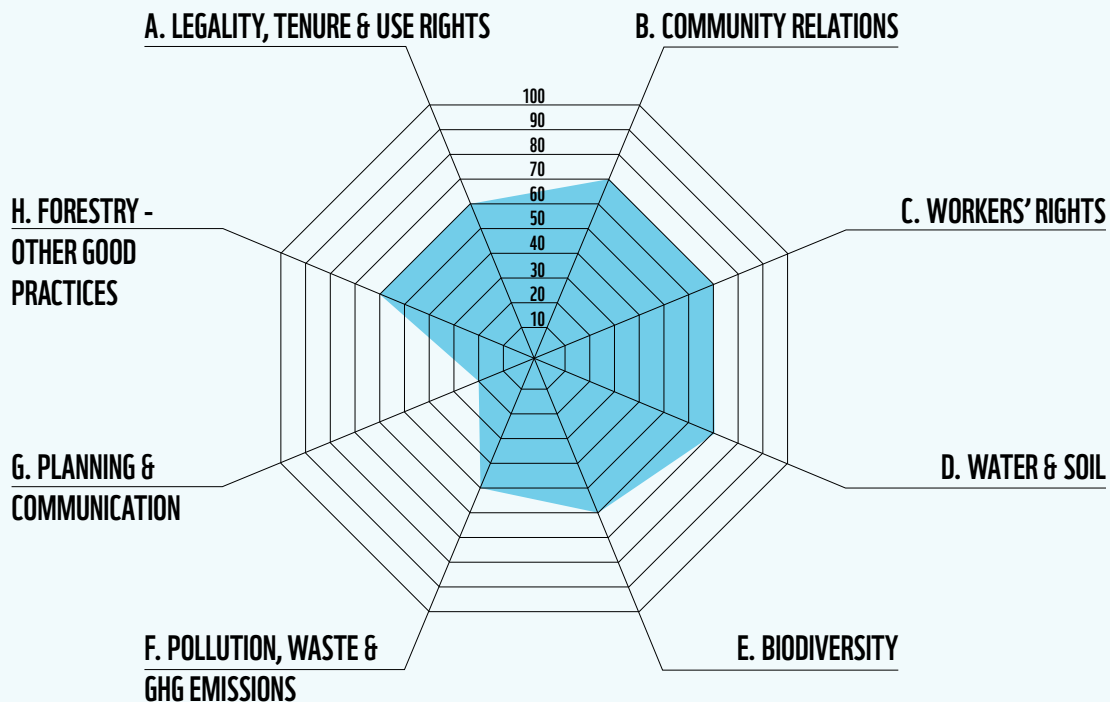 A. LEGALITY, TENURE & USE RIGHTS
B. COMMUNITY RELATIONS
100
90
80
70
60
50
40
30
20
10
H. FORESTRY -
OTHER GOOD
PRACTICES
C. WORKERS’ RIGHTS
G. PLANNING &
COMMUNICATION
D. WATER & SOIL
F. POLLUTION, WASTE &
GHG EMISSIONS
E. BIODIVERSITY